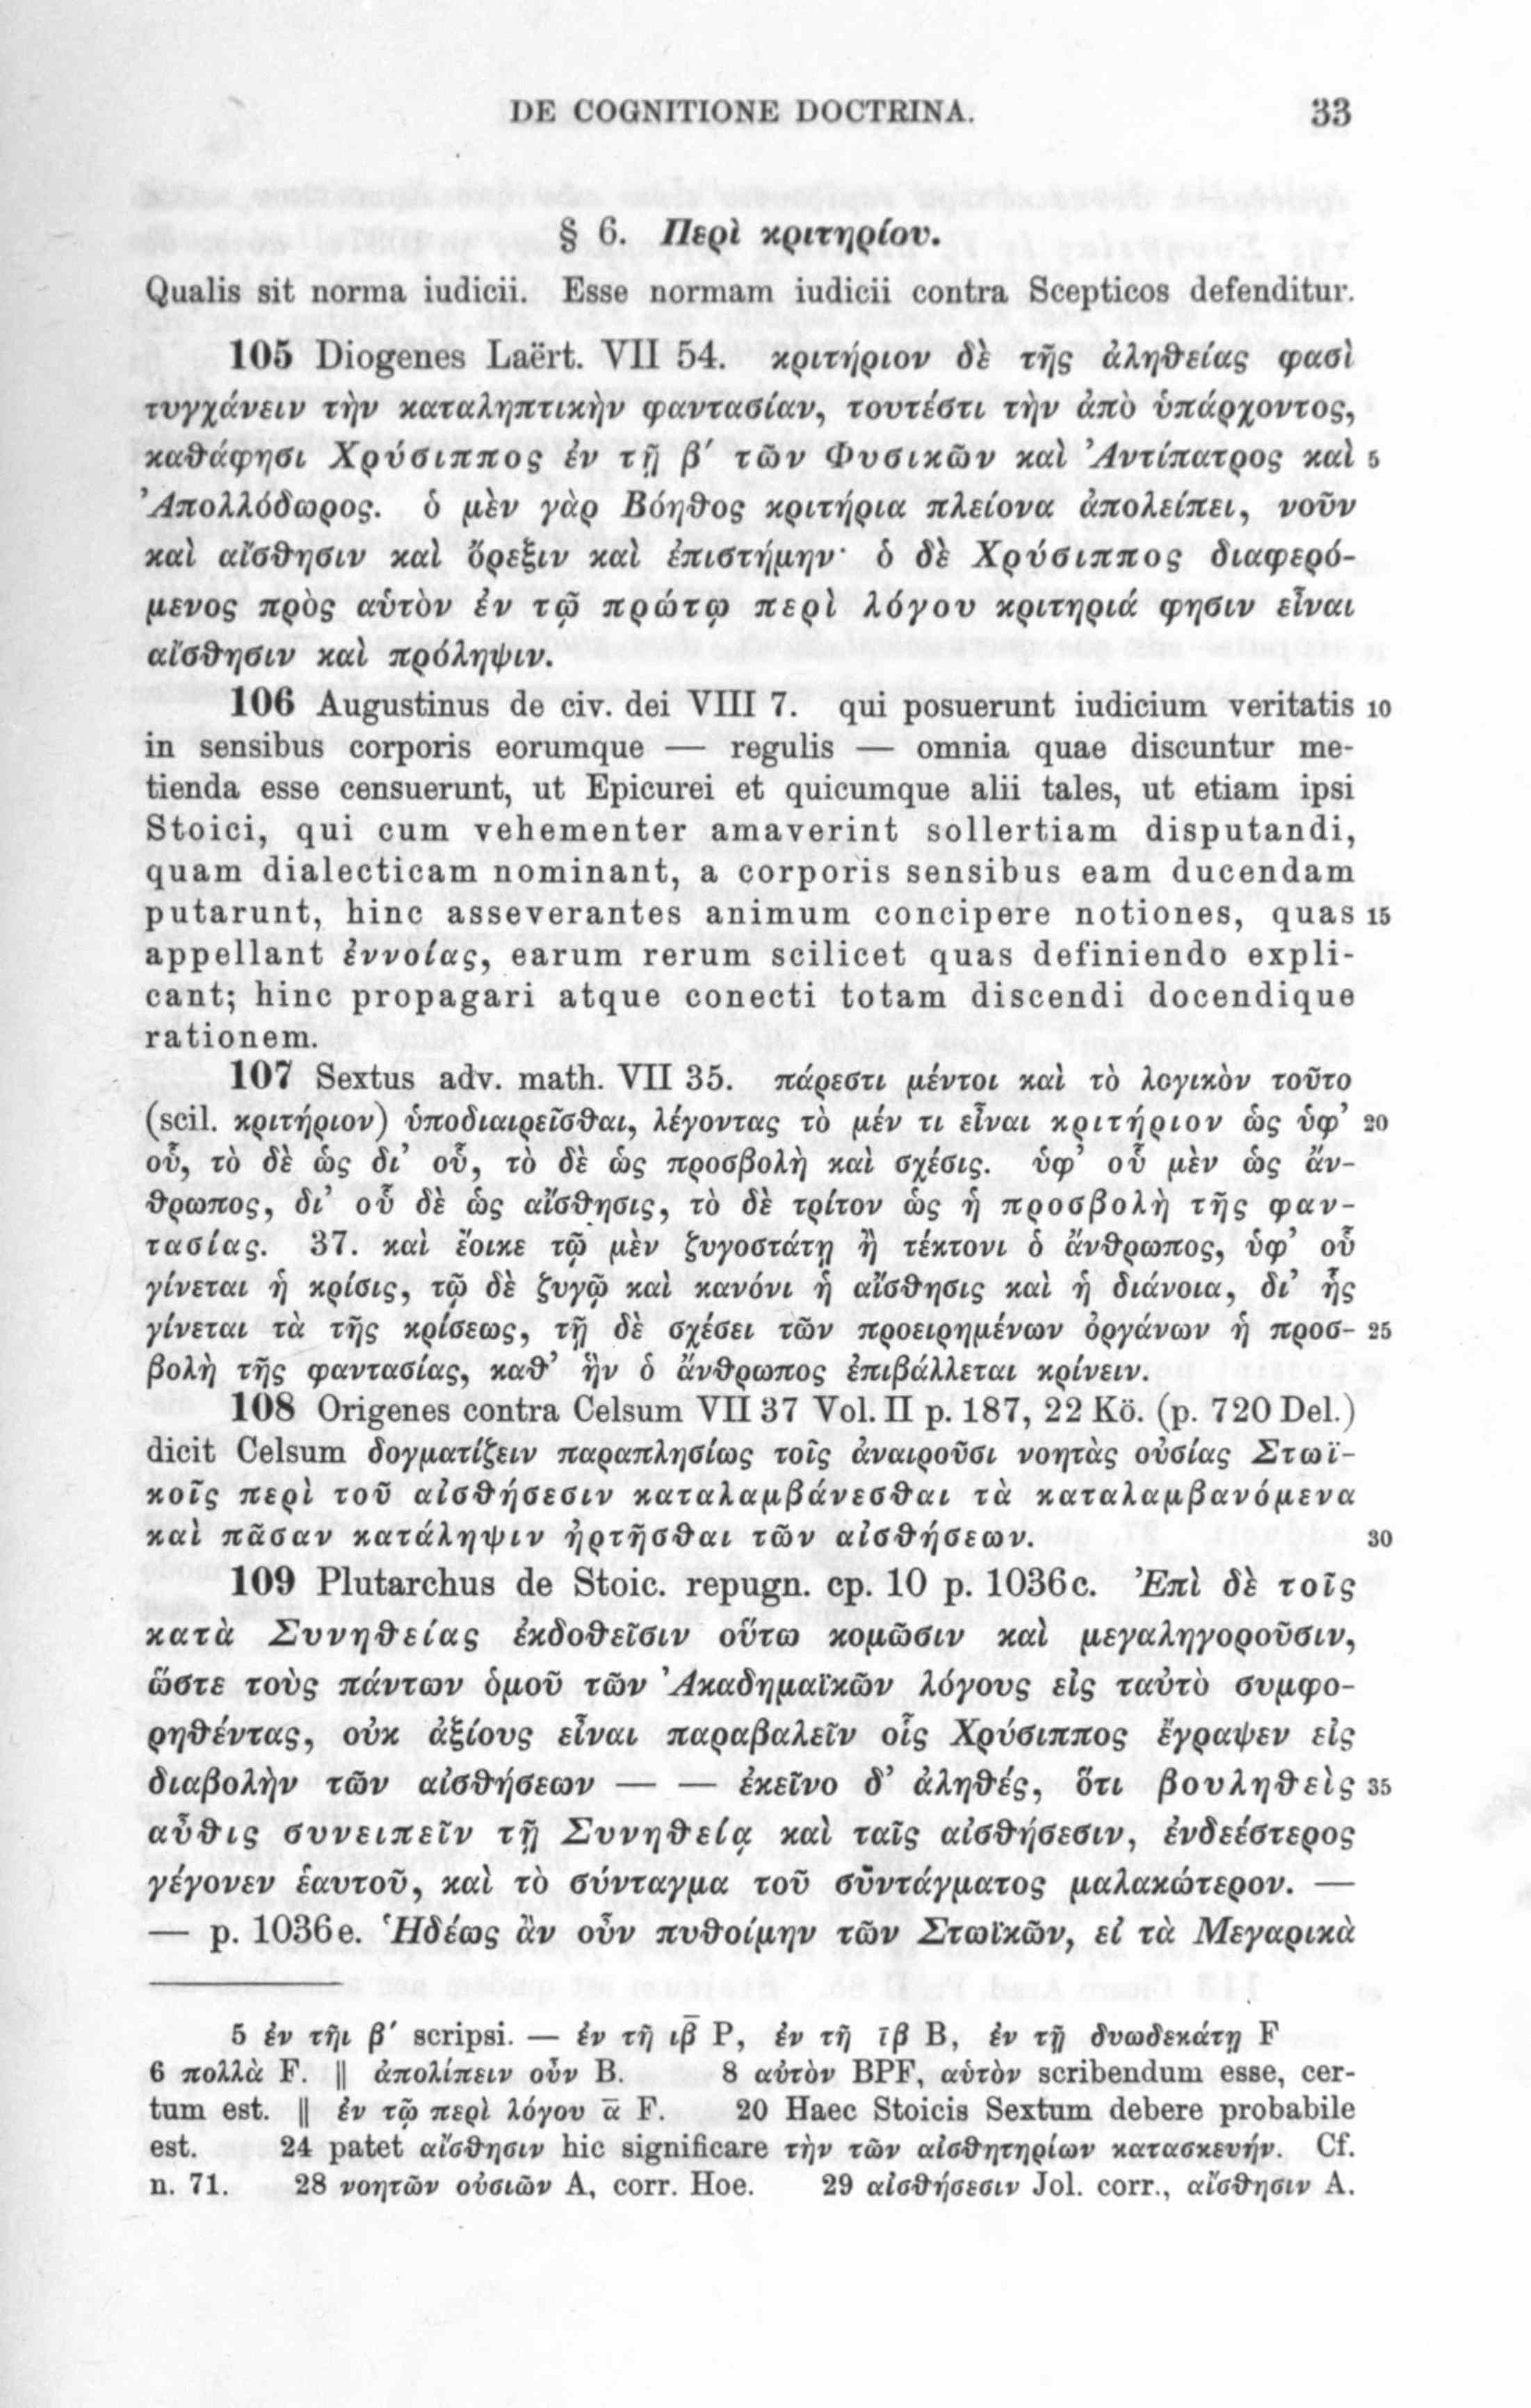 DE COGNITIONE DOCTRINA. 33
§ 6. Περὶ κριτηρίου.
Qualis sit norma iudicii. Esse normam iudicii contra Scepticos defenditur.
105 Diogenes Laërt. VII 54. κριτήριον δὲ τῆς ἀληθείας φασὶ
τυγχάνειν τὴν καταληπτικὴν φαντασίαν, τουτέστι τὴν ἀπὸ ὑπάρχοντος,
καθάφησι Χρύσιππος ἐν τῇ β′ τῶν Φυσικῶν καὶ Ἀντίπατρος καὶ 5
Ἀπολλόδωρος. ὁ μὲν γὰρ Βόηθος κριτήρια πλείονα ἀπολείπει, νοῦν
καὶ αἴσθησιν καὶ ὄρεξιν καὶ ἐπιστήμην· ὁ δὲ Χρύσιππος διαφερό-
μενος πρὸς αὑτὸν ἐν τῷ πρώτῳ περὶ λόγου κριτηριά φησιν εἶναι
αἴσθησιν καὶ πρόληψιν.
106 Augustinus de civ. dei VIII 7. qui posuerunt iudicium veritatis 10
in sensibus corporis eorumque — regulis — omnia quae discuntur me-
tienda esse censuerunt, ut Epicurei et quicumque alii tales, ut etiam ipsi
Stoici, qui cum vehementer amaverint sollertiam disputandi,
quam dialecticam nominant, a corporis sensibus eam ducendam
putarunt, hinc asseverantes animum concipere notiones, quas 15
appellant ἐννοίας, earum rerum scilicet quas definiendo expli-
cant; hinc propagari atque conecti totam discendi docendique
rationem.
107 Sextus adv. math. VII 35. πάρεστι μέντοι καὶ τὸ λογικὸν τοῦτο
(scil. κριτήριον) ὑποδιαιρεῖσθαι, λέγοντας τὸ μέν τι εἶναι κριτήριον ὡς ὑφ’ 20
οὗ, τὸ δὲ ὡς δι’ οὗ, τὸ δὲ ὡς προσβολὴ καὶ σχέσις. ὑφ’ οὗ μὲν ὡς ἄν-
θρωπος, δι’ οὗ δὲ ὡς αἴσθησις, τὸ δὲ τρίτον ὡς ἡ προσβολὴ τῆς φαν-
τασίας. 37. καὶ ἔοικε τῷ μὲν ζυγοστάτῃ ἢ τέκτονι ὁ ἄνθρωπος, ὑφ’ οὗ
γίνεται ἡ κρίσις, τῷ δὲ ζυγῷ καὶ κανόνι ἡ αἴσθησις καὶ ἡ διάνοια, δι’ ἧς
γίνεται τὰ τῆς κρίσεως, τῇ δὲ σχέσει τῶν προειρημένων ὀργάνων ἡ προσ- 25
βολὴ τῆς φαντασίας, καθ’ ἣν ὁ ἄνθρωπος ἐπιβάλλεται κρίνειν.
108 Origenes contra Celsum VII 37 Vol. II p. 187, 22 Kö. (p. 720 Del.)
dicit Celsum δογματίζειν παραπλησίως τοῖς ἀναιροῦσι νοητὰς οὐσίας Στωϊ-
κοῖς περὶ τοῦ αἰσθήσεσιν καταλαμβάνεσθαι τὰ καταλαμβανόμενα
καὶ πᾶσαν κατάληψιν ἠρτῆσθαι τῶν αἰσθήσεων. 30
109 Plutarchus de Stoic. repugn. cp. 10 p. 1036c. Ἐπὶ δὲ τοῖς
κατὰ Συνηθείας ἐκδοθεῖσιν οὕτω κομῶσιν καὶ μεγαληγοροῦσιν,
ὥστε τοὺς πάντων ὁμοῦ τῶν Ἀκαδημαϊκῶν λόγους εἰς ταὐτὸ συμφο-
ρηθέντας, οὐκ ἀξίους εἶναι παραβαλεῖν οἷς Χρύσιππος ἔγραψεν εἰς
διαβολὴν τῶν αἰσθήσεων — — ἐκεῖνο δ’ ἀληθές, ὅτι βουληθεὶς 35
αὖθις συνειπεῖν τῇ Συνηθείᾳ καὶ ταῖς αἰσθήσεσιν, ἐνδεέστερος
γέγονεν ἑαυτοῦ, καὶ τὸ σύνταγμα τοῦ συντάγματος μαλακώτερον. —
— p. 1036e. Ἡδέως ἂν οὖν πυθοίμην τῶν Στωϊκῶν, εἰ τὰ Μεγαρικὰ
5 ἐν τῆι β′ scripsi. — ἐν τῇ ιβ̅ P, ἐν τῇ ῑβ B, ἐν τῇ δυωδεκάτῃ F
6 πολλὰ F. || ἀπολίπειν οὖν B. 8 αὐτὸν BPF, αὑτὸν scribendum esse, cer-
tum est. || ἐν τῷ περὶ λόγου α̅ F. 20 Haec Stoicis Sextum debere probabile
est. 24 patet αἴσθησιν hic significare τὴν τῶν αἰσθητηρίων κατασκευήν. Cf.
n. 71. 28 νοητῶν οὐσιῶν A, corr. Hoe. 29 αἰσθήσεσιν Jol. corr., αἴσθησιν A.